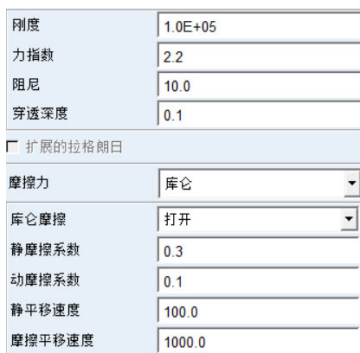 刚度 1.0E+05
力指数 2.2
阻尼 10.0
穿透深度 0.1
扩展的拉格朗日
摩擦力 库仑
库仑摩擦 打开
静摩擦系数 0.3
动摩擦系数 0.1
静平移速度 100.0
摩擦平移速度 1000.0